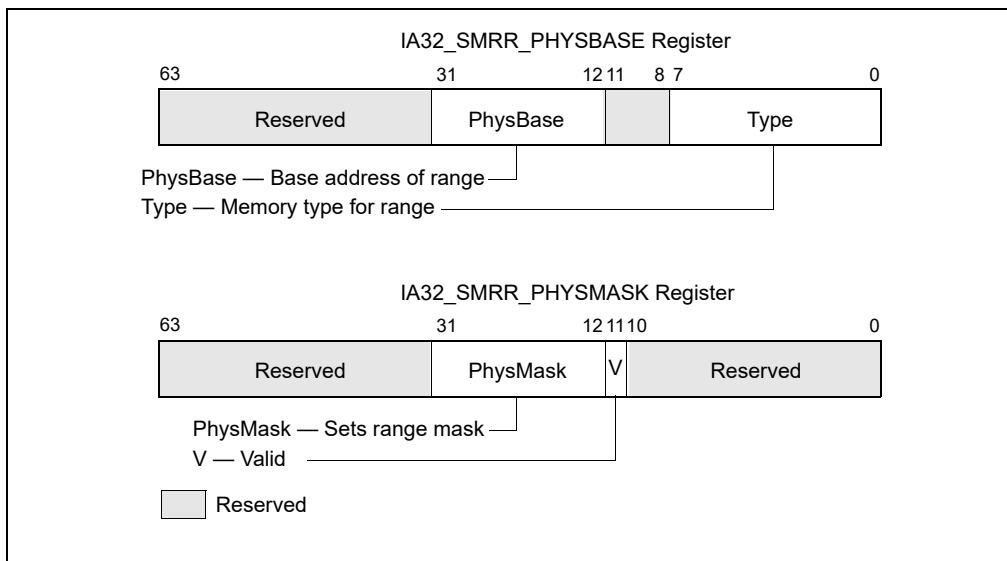 IA32_SMRR_PHYSBASE Register
63 31 12 11 8 7 0
Reserved PhysBase Type
PhysBase — Base address of range
Type — Memory type for range
IA32_SMRR_PHYSMASK Register
63 31 12 11 10 0
Reserved PhysMask V Reserved
PhysMask — Sets range mask
V — Valid
Reserved